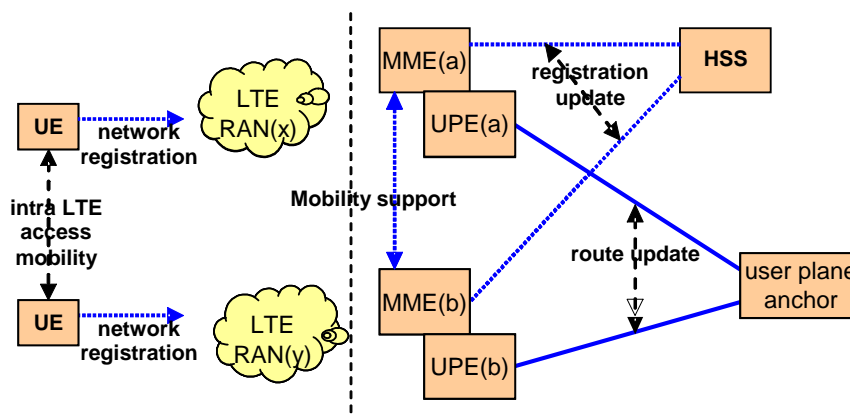 MME(a)
HSS
registration
update
LTE
RAN(x)
UE
network
registration
UPE(a)
Mobility support
intra LTE
access
mobility
route update
user plane
anchor
MME(b)
UE
network
registration
LTE
RAN(y)
UPE(b)